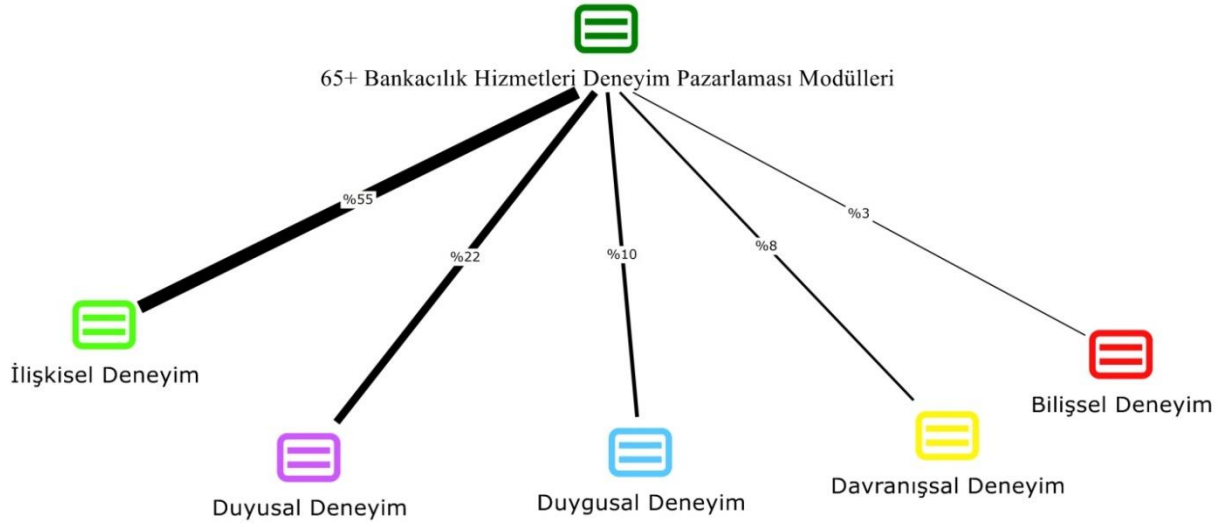 65+ Bankacılık Hizmetleri Deneyim Pazarlaması Modülleri
%55
%22
%10
%8
%3
İlişkisel Deneyim
Duyusal Deneyim
Duygusal Deneyim
Davranışsal Deneyim
Bilişsel Deneyim